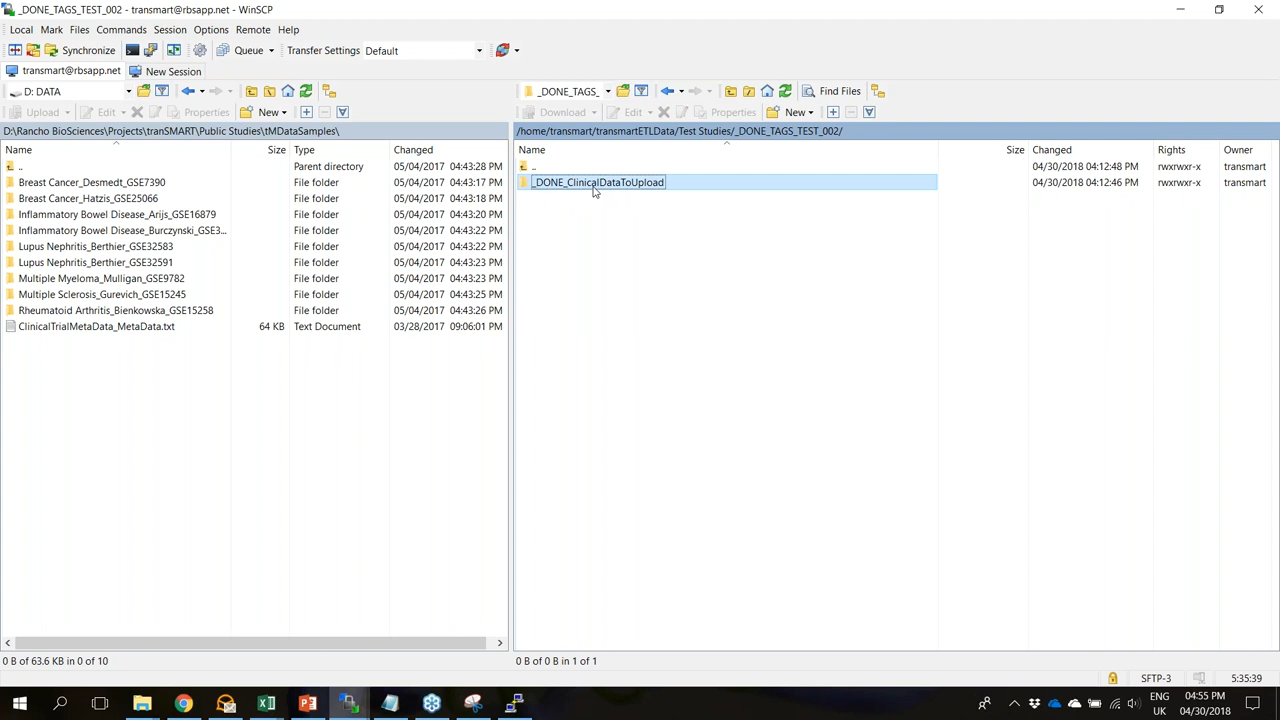 _DONE_TAGS_TEST_002 - transmart@rbsapp.net - WinSCP
Local Mark Files Commands Session Options Remote Help
Synchronize Queue Transfer Settings Default
transmart@rbsapp.net New Session
D: DATA
Upload Edit Properties New
D:\Rancho BioSciences\Projects\tranSMART\Public Studies\tMDataSamples\
Name Size Type Changed
.. Parent directory 05/04/2017 04:43:28 PM
Breast Cancer_Desmedt_GSE7390 File folder 05/04/2017 04:43:17 PM
Breast Cancer_Hatzis_GSE25066 File folder 05/04/2017 04:43:18 PM
Inflammatory Bowel Disease_Arijs_GSE16879 File folder 05/04/2017 04:43:20 PM
Inflammatory Bowel Disease_Burczynski_GSE3... File folder 05/04/2017 04:43:22 PM
Lupus Nephritis_Berthier_GSE32583 File folder 05/04/2017 04:43:22 PM
Lupus Nephritis_Berthier_GSE32591 File folder 05/04/2017 04:43:23 PM
Multiple Myeloma_Mulligan_GSE9782 File folder 05/04/2017 04:43:23 PM
Multiple Sclerosis_Gurevich_GSE15245 File folder 05/04/2017 04:43:25 PM
Rheumatoid Arthritis_Bienkowska_GSE15258 File folder 05/04/2017 04:43:26 PM
ClinicalTrialMetaData_MetaData.txt 64 KB Text Document 03/28/2017 09:06:01 PM
0 B of 63.6 KB in 0 of 10
_DONE_TAGS_ Find Files
Download Edit Properties New
/home/transmart/transmartETLData/Test Studies/_DONE_TAGS_TEST_002/
Name Size Changed Rights Owner
.. 04/30/2018 04:12:48 PM rwxrwxr-x transmart
_DONE_ClinicalDataToUpload 04/30/2018 04:12:46 PM rwxrwxr-x transmart
0 B of 0 B in 1 of 1
SFTP-3 5:35:39
ENG 04:55 PM
UK 04/30/2018